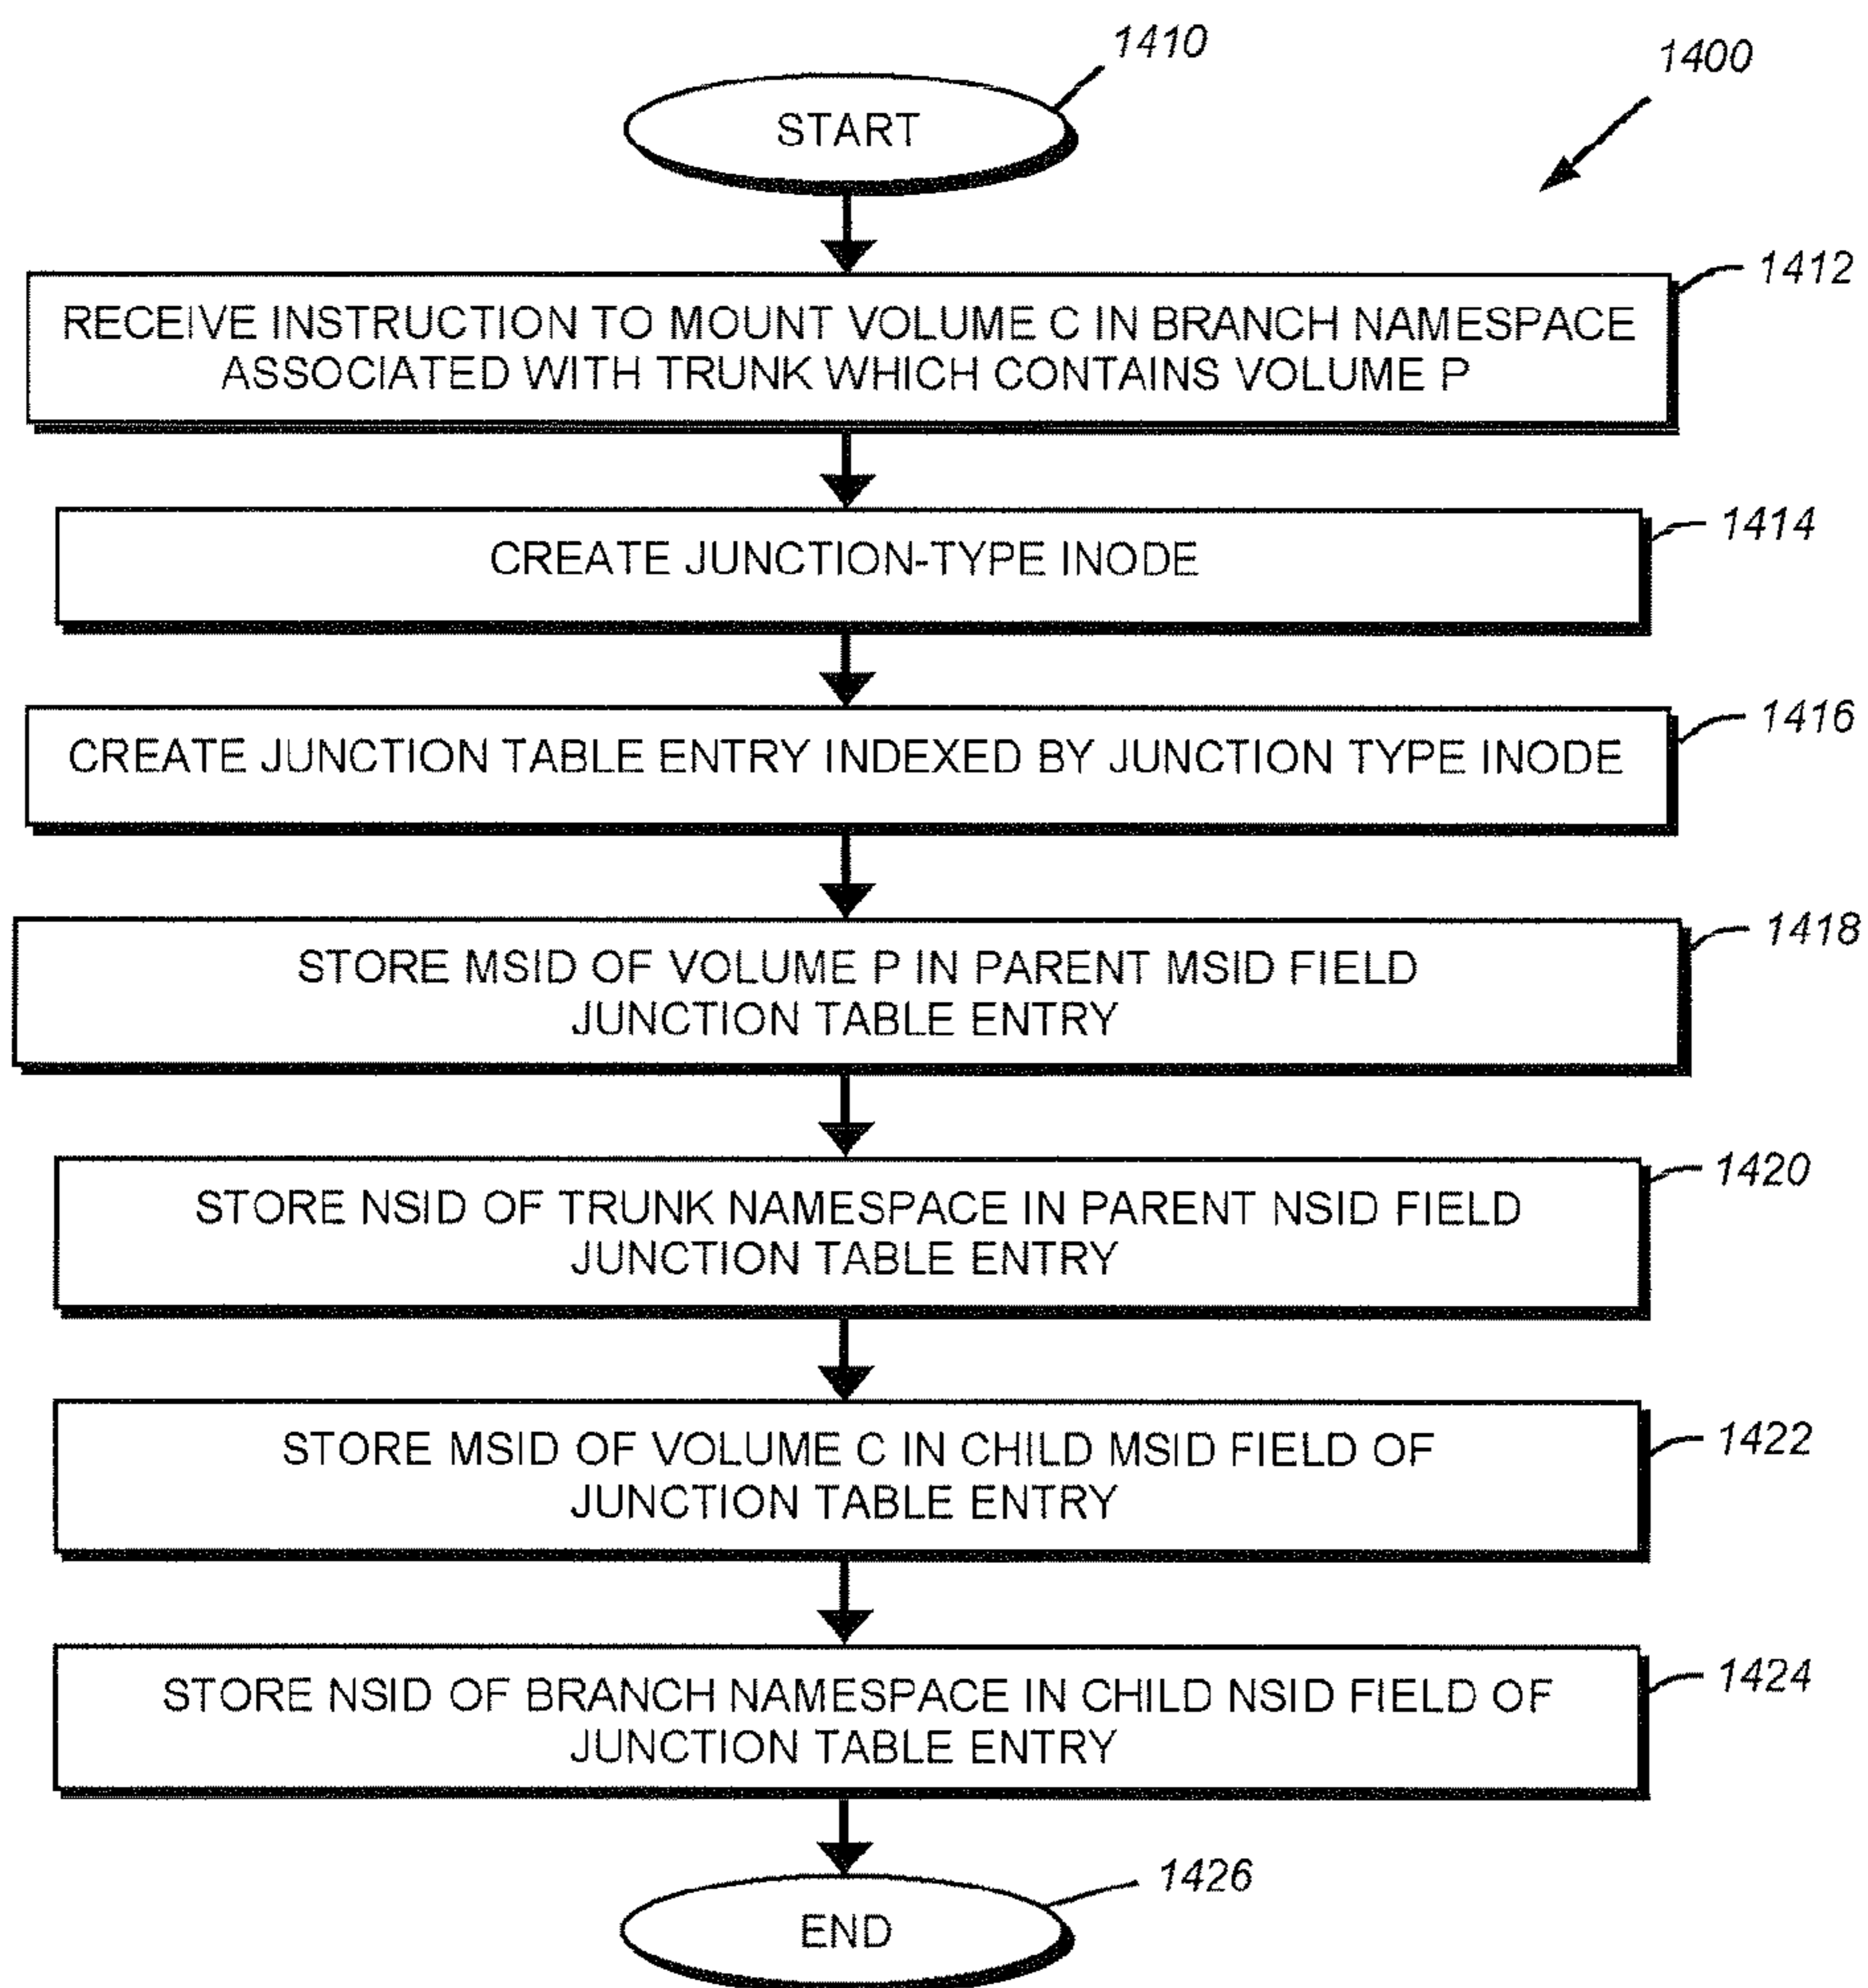 1410
1400
START
1412
RECEIVE INSTRUCTION TO MOUNT VOLUME C IN BRANCH NAMESPACE
ASSOCIATED WITH TRUNK WHICH CONTAINS VOLUME P
1414
CREATE JUNCTION-TYPE INODE
1416
CREATE JUNCTION TABLE ENTRY INDEXED BY JUNCTION TYPE INODE
1418
STORE MSID OF VOLUME P IN PARENT MSID FIELD
JUNCTION TABLE ENTRY
1420
STORE NSID OF TRUNK NAMESPACE IN PARENT NSID FIELD
JUNCTION TABLE ENTRY
1422
STORE MSID OF VOLUME C IN CHILD MSID FIELD OF
JUNCTION TABLE ENTRY
1424
STORE NSID OF BRANCH NAMESPACE IN CHILD NSID FIELD OF
JUNCTION TABLE ENTRY
1426
END